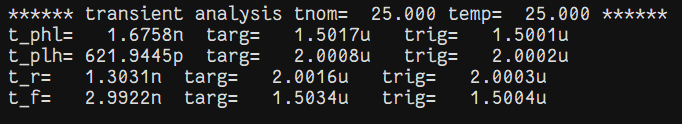 ****** transient analysis tnom=  25.000 temp=  25.000 ******
t_phl=   1.6758n  targ=   1.5017u   trig=   1.5001u
t_plh= 621.9445p  targ=   2.0008u   trig=   2.0002u
t_r=   1.3031n  targ=   2.0016u   trig=   2.0003u
t_f=   2.9922n  targ=   1.5034u   trig=   1.5004u